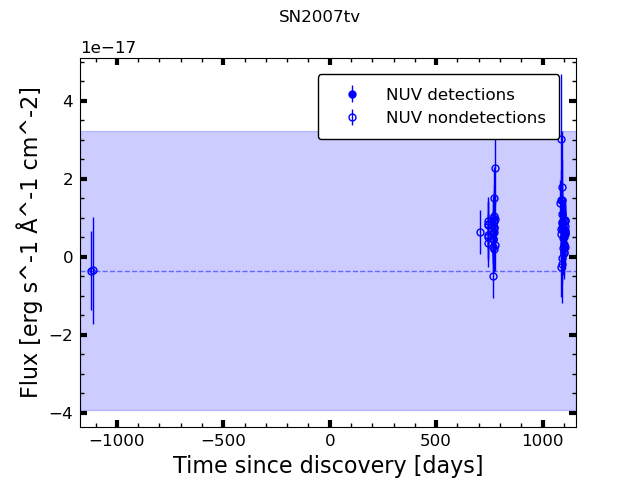 SN2007tv
1e−17
NUV detections
NUV nondetections
4
2
0
−2
−4
−1000
−500
0
500
1000
Flux [erg s^-1 Å^-1 cm^-2]
Time since discovery [days]